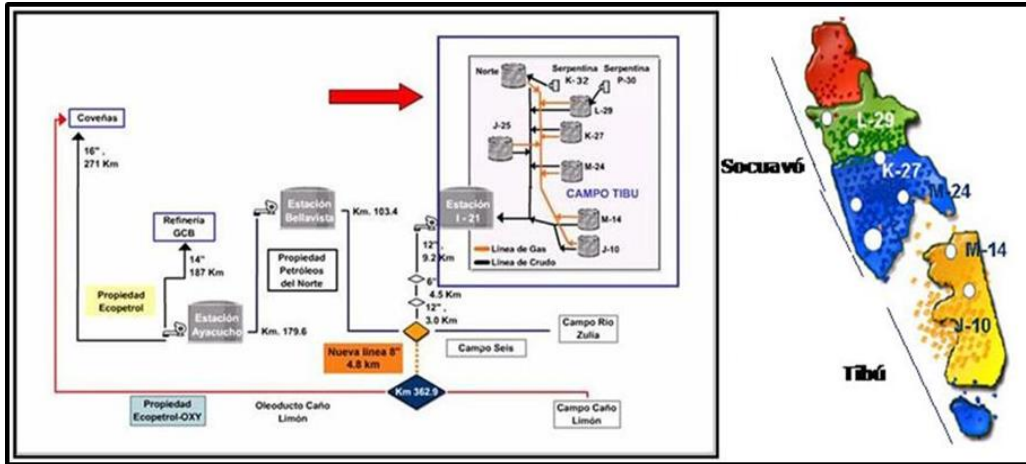 Coveñas
16" ,
271 Km
Refinería
GCB
14"
187 Km
Propiedad
Ecopetrol
Estación
Ayacucho
Km. 179.6
Estación
Bellavista
Km. 103.4
Propiedad
Petróleos
del Norte
Nueva línea 8"
4.8 km
Km 362.9
Propiedad
Ecopetrol-OXY
Oleoducto Caño
Limón
Campo Caño
Limón
Campo Seis
Campo Rio
Zulia
Estación
I - 21
12" ,
9.2 Km
6" ,
4.5 Km
12" ,
3.0 Km
Norte
Serpentina
K-32
Serpentina
P-30
L-29
J-25
K-27
M-24
CAMPO TIBU
M-14
J-10
Línea de Gas
Línea de Crudo
Socuavó
L-29
K-27
M-24
M-14
J-10
Tibú